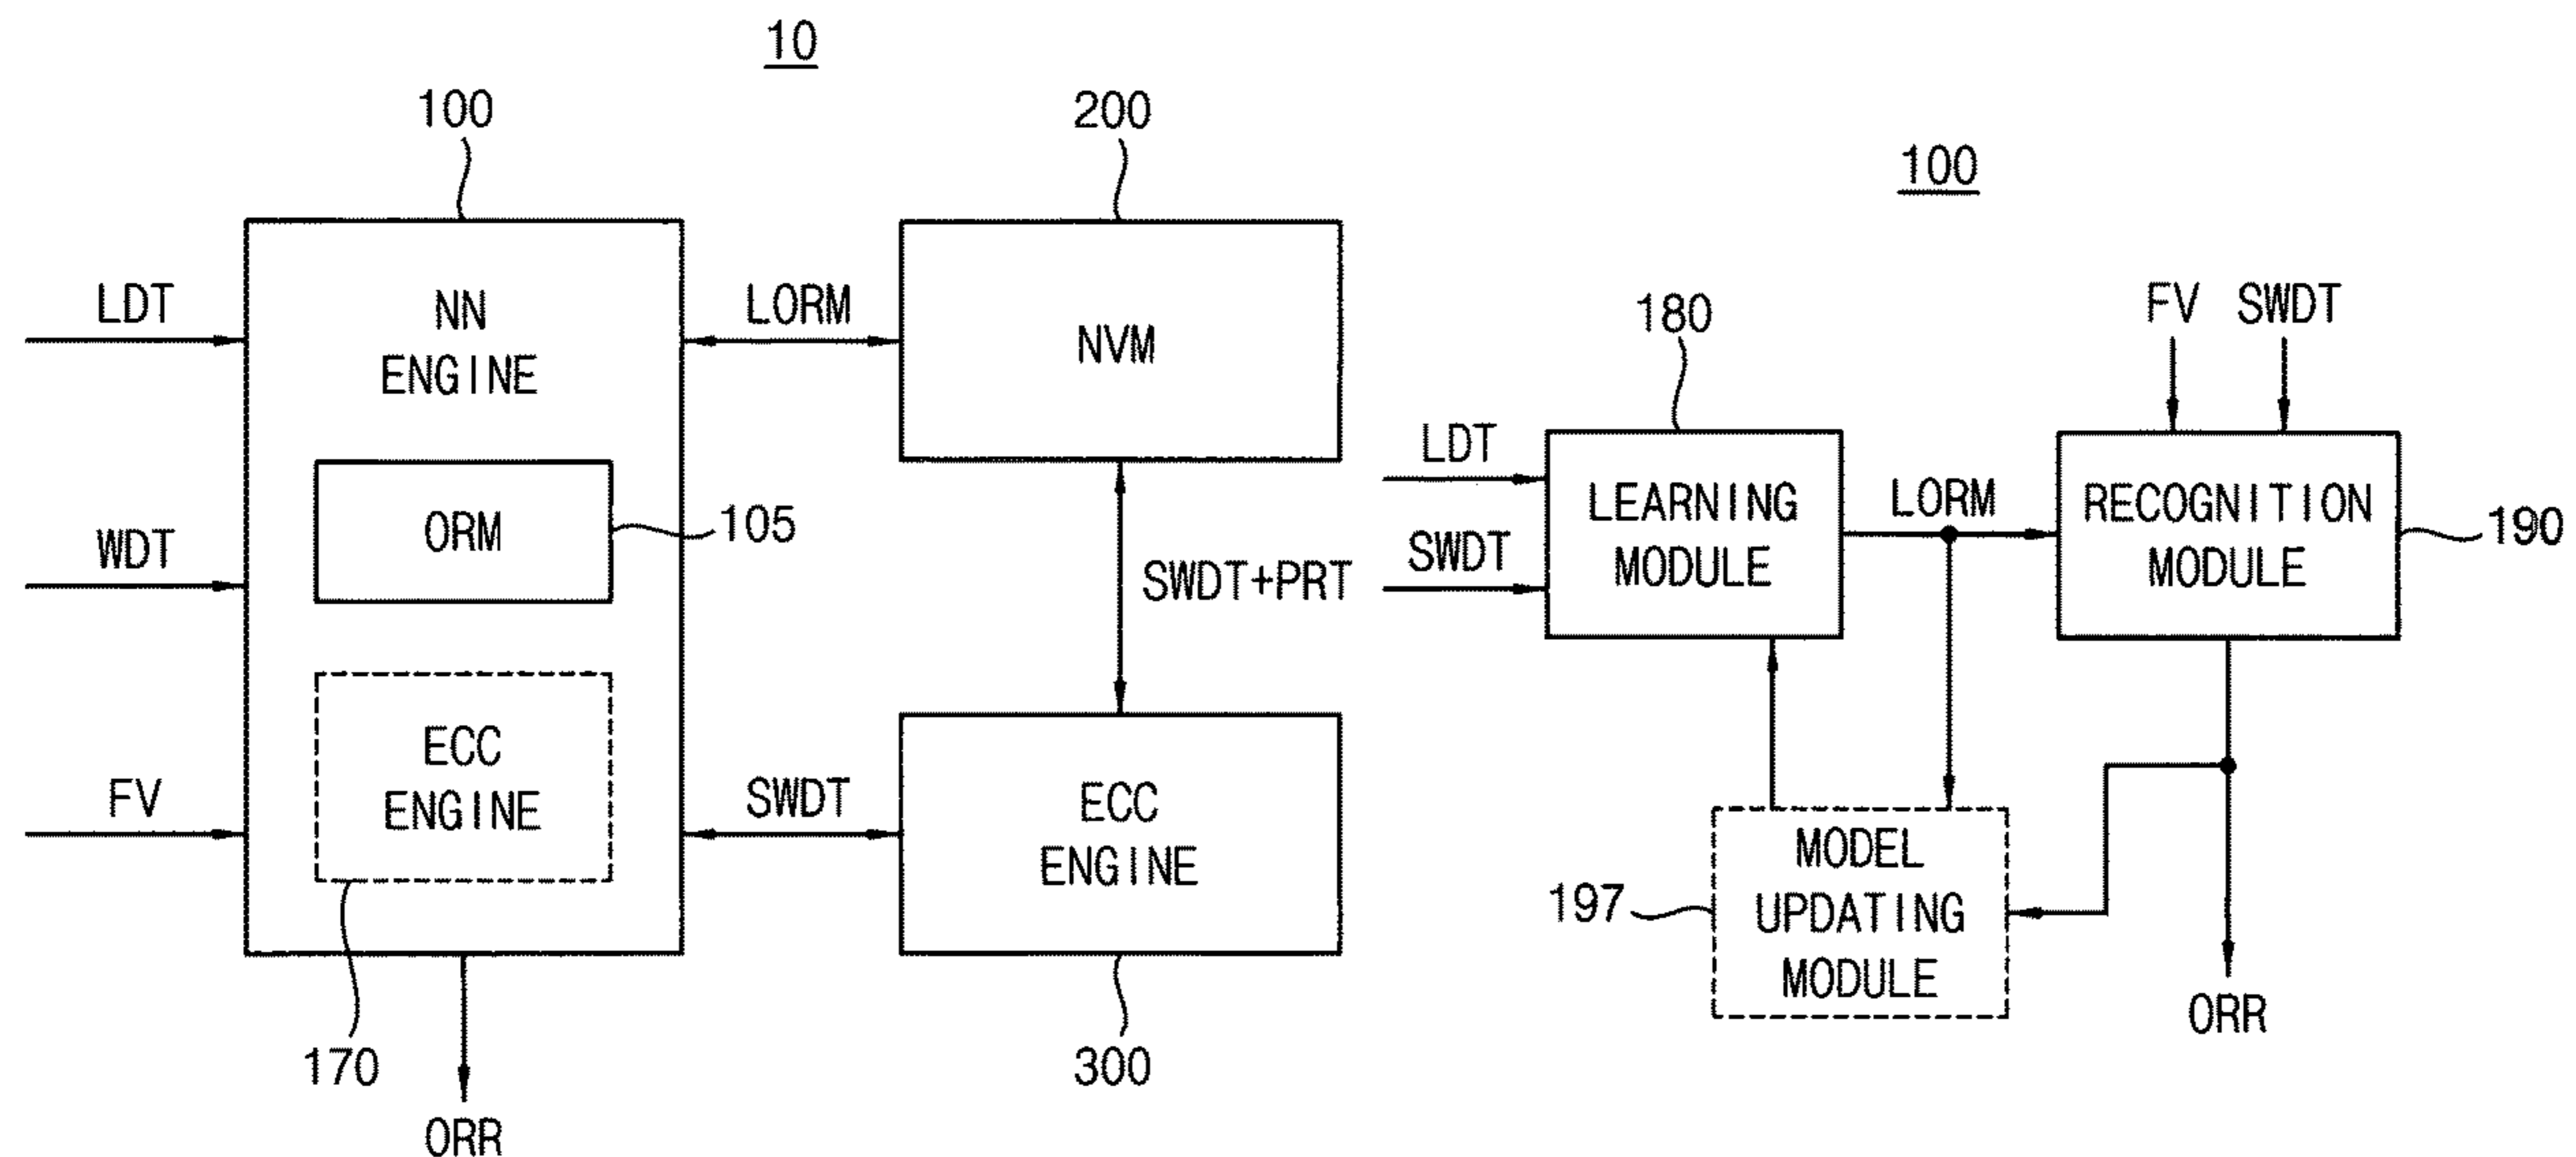 10
100
200
LDT
NN
ENGINE
LORM
NVM
WDT
ORM
105
SWDT+PRT
FV
ECC
ENGINE
SWDT
ECC
ENGINE
170
300
ORR
100
180
FV
SWDT
LDT
SWDT
LEARNING
MODULE
LORM
RECOGNITION
MODULE
190
197
MODEL
UPDATING
MODULE
ORR